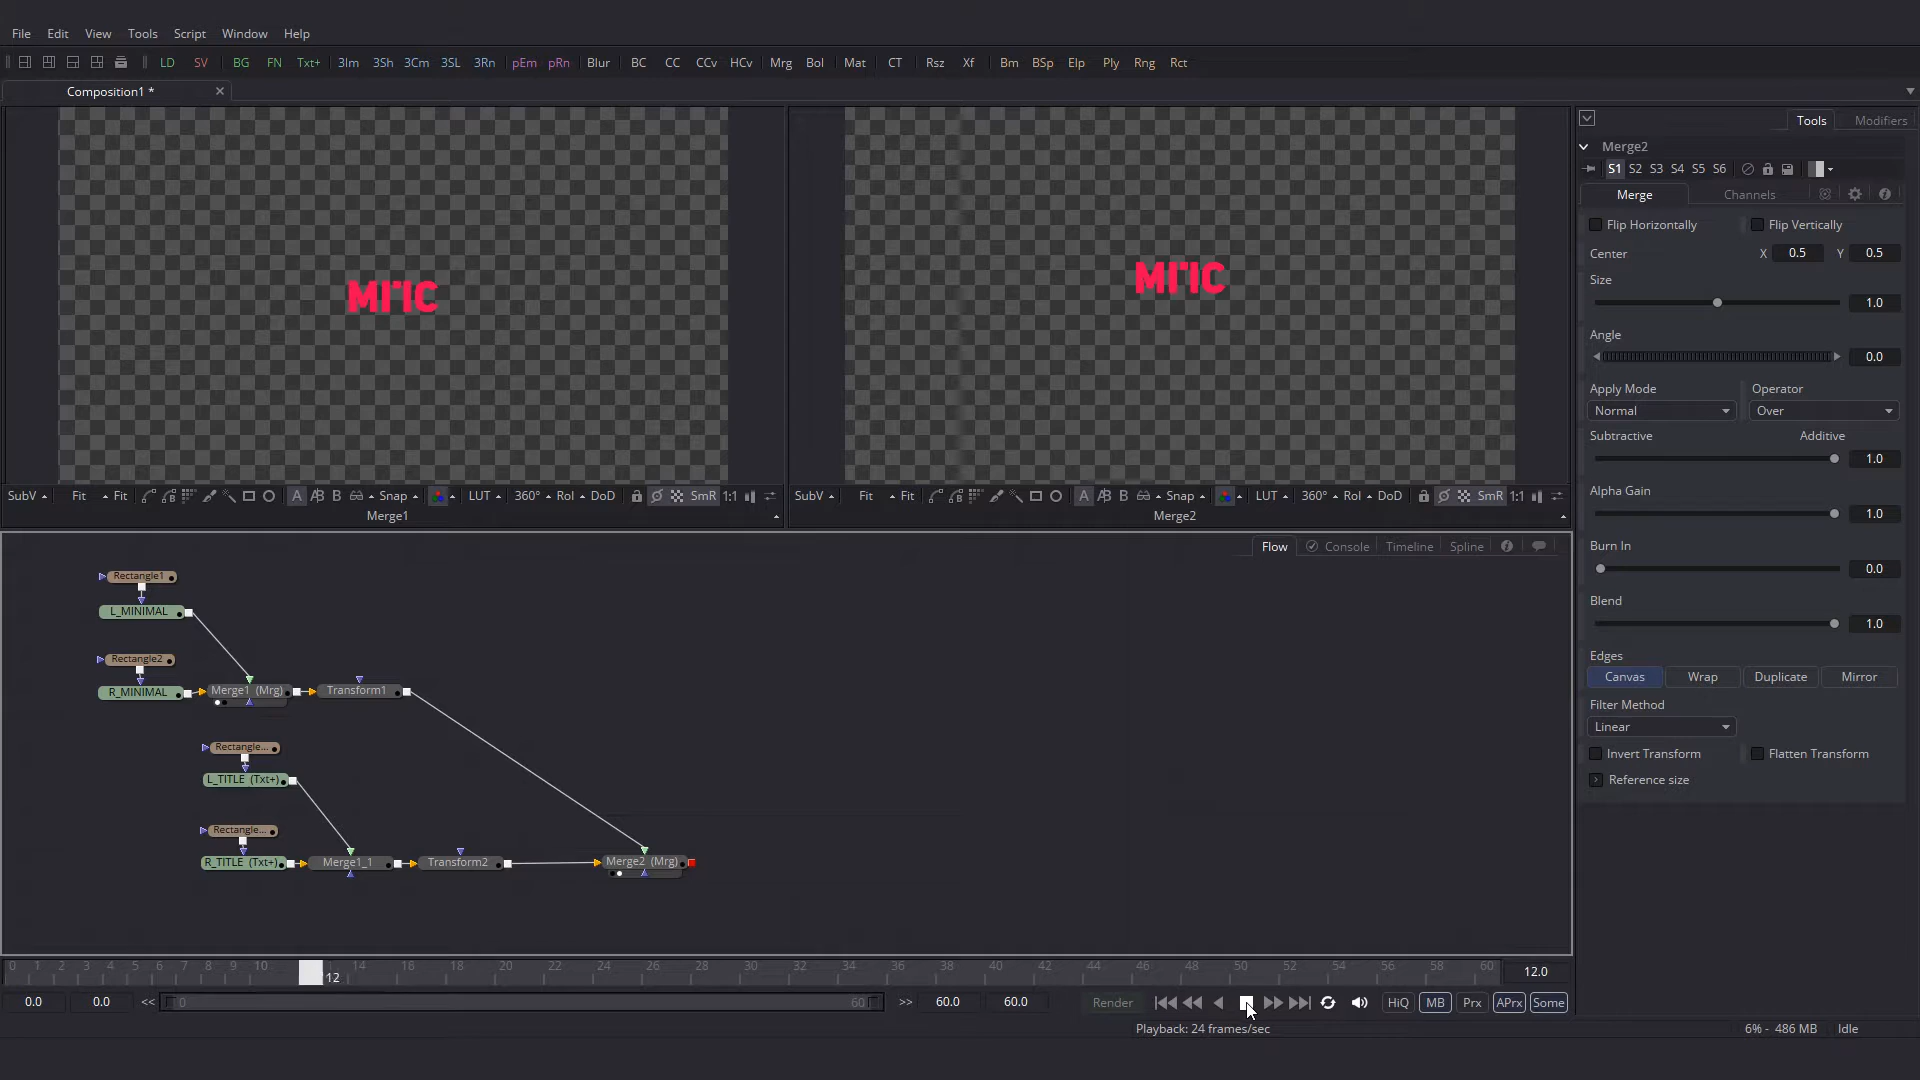 File Edit View Tools Script Window Help
LD SV BG FN Txt+ 3Im 3Sh 3Cm 3SL 3Rn pEm pRn Blur BC CC CCv HCv Mrg Bol Mat CT Rsz Xf Bm BSp Elp Ply Rng Rct
Composition1 *
Tools Modifiers
Merge2
S1 S2 S3 S4 S5 S6
Merge Channels
Flip Horizontally Flip Vertically
Center X 0.5 Y 0.5
Size
1.0
Angle
0.0
Apply Mode Operator
Normal Over
Subtractive Additive
1.0
Alpha Gain
1.0
Burn In
0.0
Blend
1.0
Edges
Canvas Wrap Duplicate Mirror
Filter Method
Linear
Invert Transform Flatten Transform
Reference size
SubV Fit Fit A B Snap LUT 360° RoI DoD SmR 1:1
Merge1
SubV Fit Fit A B Snap LUT 360° RoI DoD SmR 1:1
Merge2
Flow Console Timeline Spline
Rectangle1
L_MINIMAL
Rectangle2
R_MINIMAL Merge1 (Mrg) Transform1
Rectangle...
L_TITLE (Txt+)
Rectangle...
R_TITLE (Txt+) Merge1_1 Transform2 Merge2 (Mrg)
0 1 2 3 4 5 6 7 8 9 10 12 14 16 18 20 22 24 26 28 30 32 34 36 38 40 42 44 46 48 50 52 54 56 58 60 12.0
0.0 0.0 << 0 60 >> 60.0 60.0 Render HiQ MB Prx APrx Some
Playback: 24 frames/sec 6% - 486 MB Idle